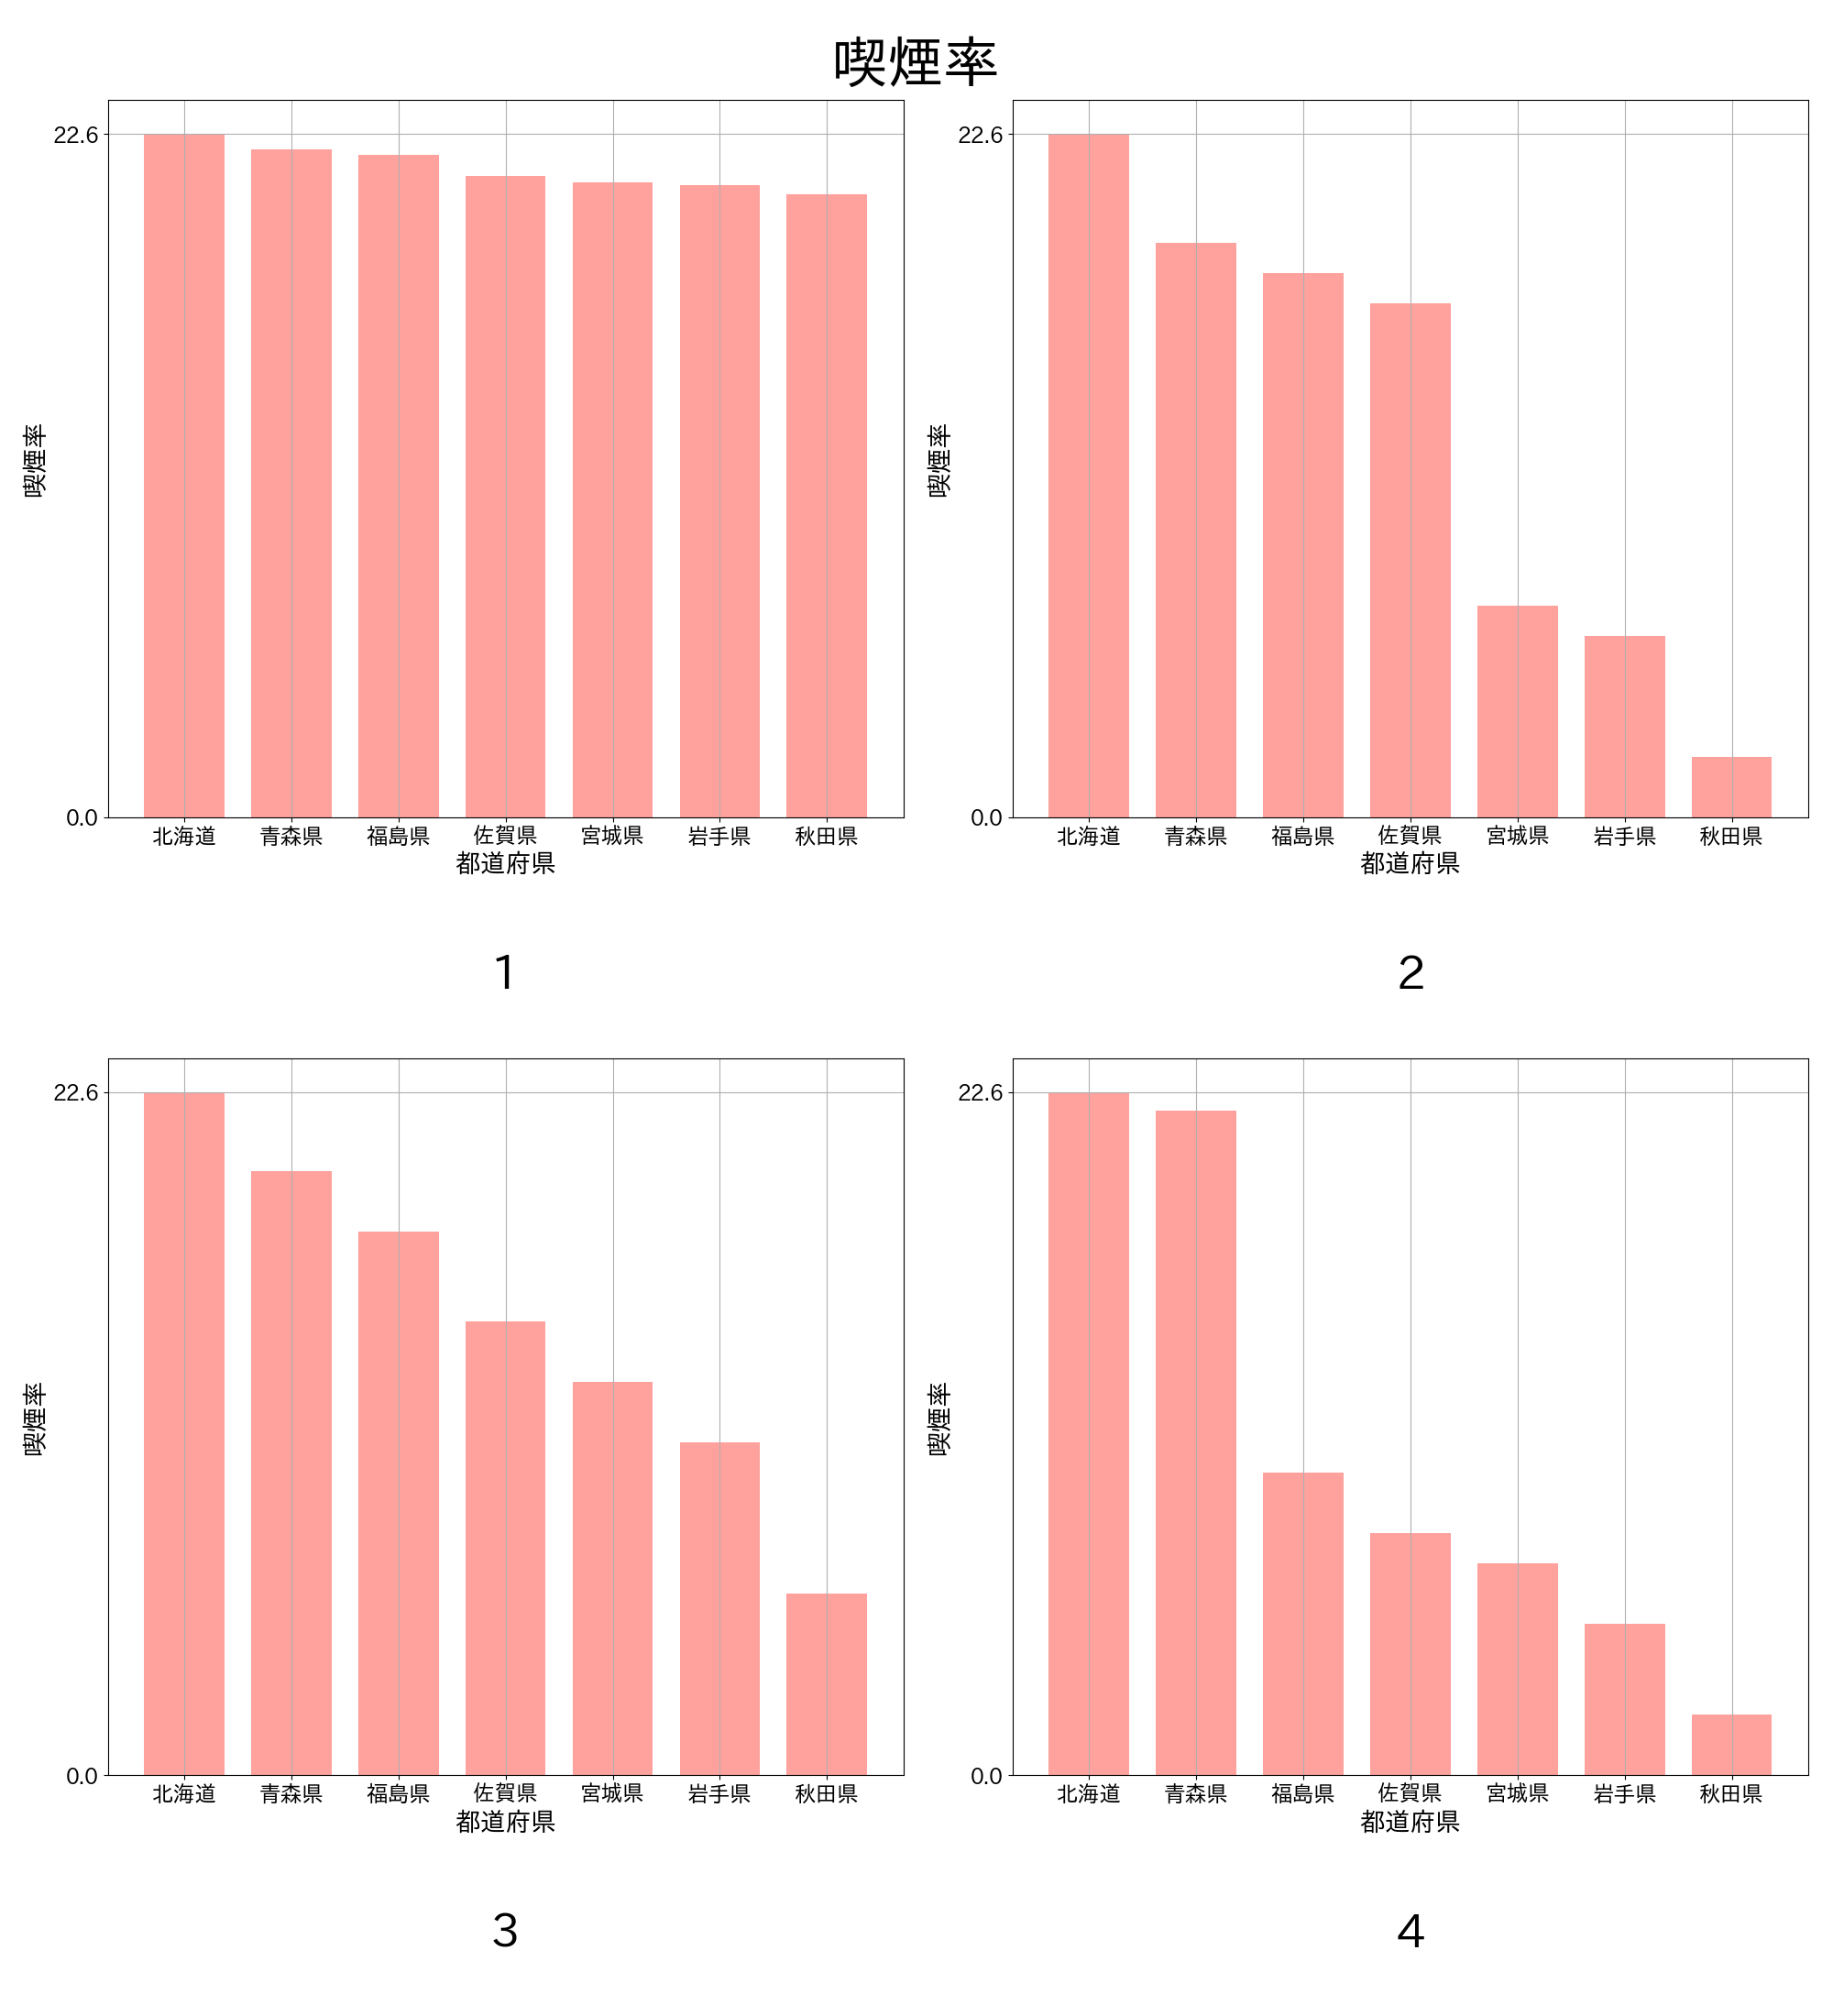 喫煙率
22.6
喫煙率
0.0
北海道 青森県 福島県 佐賀県 宮城県 岩手県 秋田県
都道府県
1
22.6
喫煙率
0.0
北海道 青森県 福島県 佐賀県 宮城県 岩手県 秋田県
都道府県
2
22.6
喫煙率
0.0
北海道 青森県 福島県 佐賀県 宮城県 岩手県 秋田県
都道府県
3
22.6
喫煙率
0.0
北海道 青森県 福島県 佐賀県 宮城県 岩手県 秋田県
都道府県
4